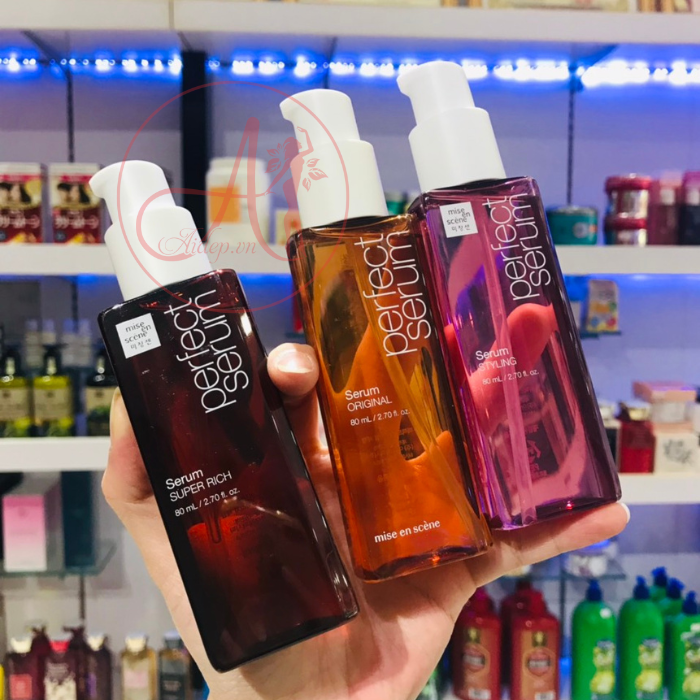 Aidep.vn
mise
en
scène
미쟝센
perfect
serum
Serum
SUPER RICH
80 mL / 2.70 fl. oz.
perfect
serum
Serum
ORIGINAL
80 mL / 2.70 fl. oz.
mise en scène
mise
en
scène
미쟝센
perfect
serum
Serum
STYLING
80 mL / 2.70 fl. oz.